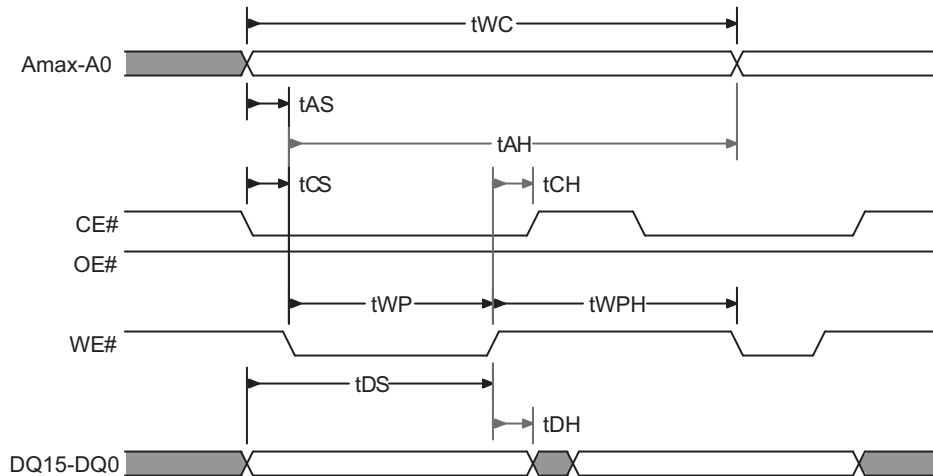 tWC
Amax-A0
tAS
tAH
tCS
tCH
CE#
OE#
tWP
tWPH
WE#
tDS
tDH
DQ15-DQ0